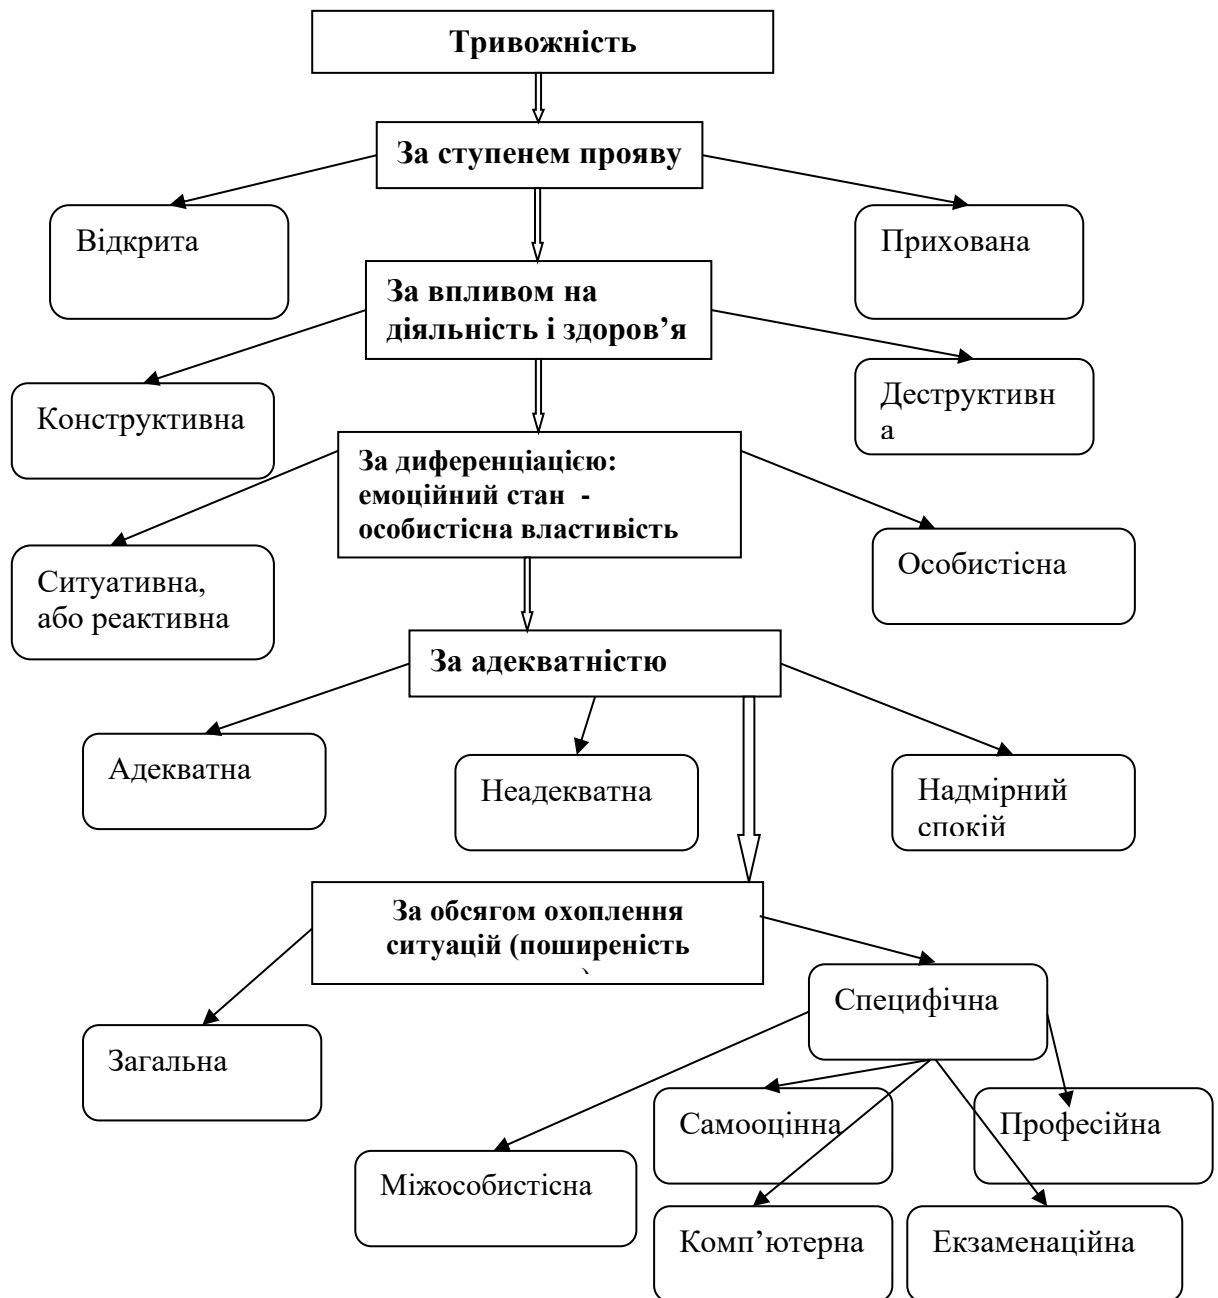 Тривожність
За ступенем прояву
Відкрита
Прихована
За впливом на
діяльність і здоров’я
Конструктивна
Деструктивн
а
За диференціацією:
емоційний стан  -
особистісна властивість
Ситуативна,
або реактивна
Особистісна
За адекватністю
Адекватна
Неадекватна
Надмірний
спокій
За обсягом охоплення
ситуацій (поширеність
Специфічна
Загальна
Самооцінна
Професійна
Міжособистісна
Комп’ютерна
Екзаменаційна